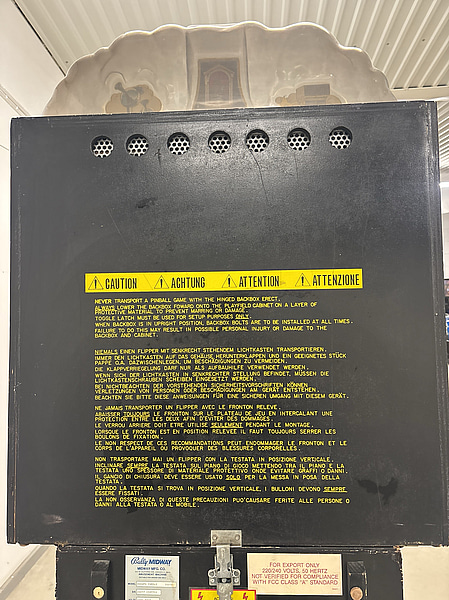 CAUTION ACHTUNG ATTENTION ATTENZIONE
NEVER TRANSPORT A PINBALL GAME WITH THE HINGED BACKBOX ERECT.
ALWAYS LOWER THE BACKBOX FOWARD ONTO THE PLAYFIELD CABINET ON A LAYER OF
PROTECTIVE MATERIAL TO PREVENT MARRING OR DAMAGE.
TOGGLE LATCH MUST BE USED FOR SETUP PURPOSES ONLY.
WHEN BACKBOX IS IN UPRIGHT POSITION, BACKBOX BOLTS ARE TO BE INSTALLED AT ALL TIMES.
FAILURE TO DO THIS MAY RESULT IN POSSIBLE PERSONAL INJURY OR DAMAGE TO THE
BACKBOX AND CABINET.
NIEMALS EINEN FLIPPER MIT SENKRECHT STEHENDEM LICHTKASTEN TRANSPORTIEREN.
IMMER DEN LICHTKASTEN AUF DAS GEHÄUSE HERUNTERKLAPPEN UND EIN GEEIGNETES STÜCK
PAPPE O.A. DAZWISCHENLEGEN, UM BESCHÄDIGUNGEN ZU VERMEIDEN.
DIE KLAPPVERRIEGELUNG DARF NUR ALS AUFBAUHILFE VERWENDET WERDEN.
WENN SICH DER LICHTKASTEN IN SENKRECHTER STELLUNG BEFINDET, MÜSSEN DIE
LICHTKASTENSCHRAUBEN STECKEN EINGESETZ WERDEN.
BEI NICHTBEACHTEN DER VORSTEHENDEN SICHERHEITSVORSCHRIFTEN KÖNNEN
VERLETZUNGEN VON PERSONEN ODER BESCHÄDIGUNGEN AM GERÄT ENTSTEHEN.
BEACHTEN SIE BITTE DIESE ANWEISUNGEN FÜR EINE SICHEREN UMGANG MIT DIESEM GERÄT.
NE JAMAIS TRANSPORTER UN FLIPPER AVEC LE FRONTON RELEVE.
ABAISSER TOUJOURS LE FRONTON SUR LE PLATEAU DE JEU EN INTERCALANT UNE
PROTECTION ENTRE LES DEUX AFIN D'EVITER DES DOMMAGES.
LE VERROU ARRIERE DOIT ETRE UTILISE SEULEMENT PENDANT LE MONTAGE.
LORSQUE LE FRONTON EST EN POSITION RELEVEE IL FAUT TOUJOURS SERRER LES
BOULONS DE FIXATION.
LE NON RESPECT DE CES RECOMMANDATIONS PEUT ENDOMMAGER LE FRONTON ET LE
CORPS DE L'APPAREIL OU PROVOQUER DES BLESSURES CORPORELLES.
NON TRASPORTARE MAI UN FLIPPER CON LA TESTATA IN POSIZIONE VERTICALE.
INCLINARE SEMPRE LA TESTATA SUL PIANO DI GIOCO METTENDO TRA IL PIANO E LA
TESTATA UNO SPESSORE DI MATERIALE PROTETTIVO ONDE EVITARE GRAFFI O DANNI.
IL GANCIO DI CHIUSURA DEVE ESSERE USATO SOLO PER LA MESSA IN POSA DELLA
TESTATA.
QUANDO LA TESTATA SI TROVA IN POSIZIONE VERTICALE, I BULLONI DEVONO SEMPRE
ESSERE FISSATI.
LA NON OSSERVANZA DI QUESTE PRECAUZIONI PUO'CAUSARE FERITE ALLE PERSONE O
DANNI ALLA TESTATA O AL MOBILE.
Bally MIDWAY
MIDWAY MFG. CO.
FOR EXPORT ONLY
220/240 VOLTS, 50 HERTZ
NOT VERIFIED FOR COMPLIANCE
WITH FCC CLASS "A" STANDARD